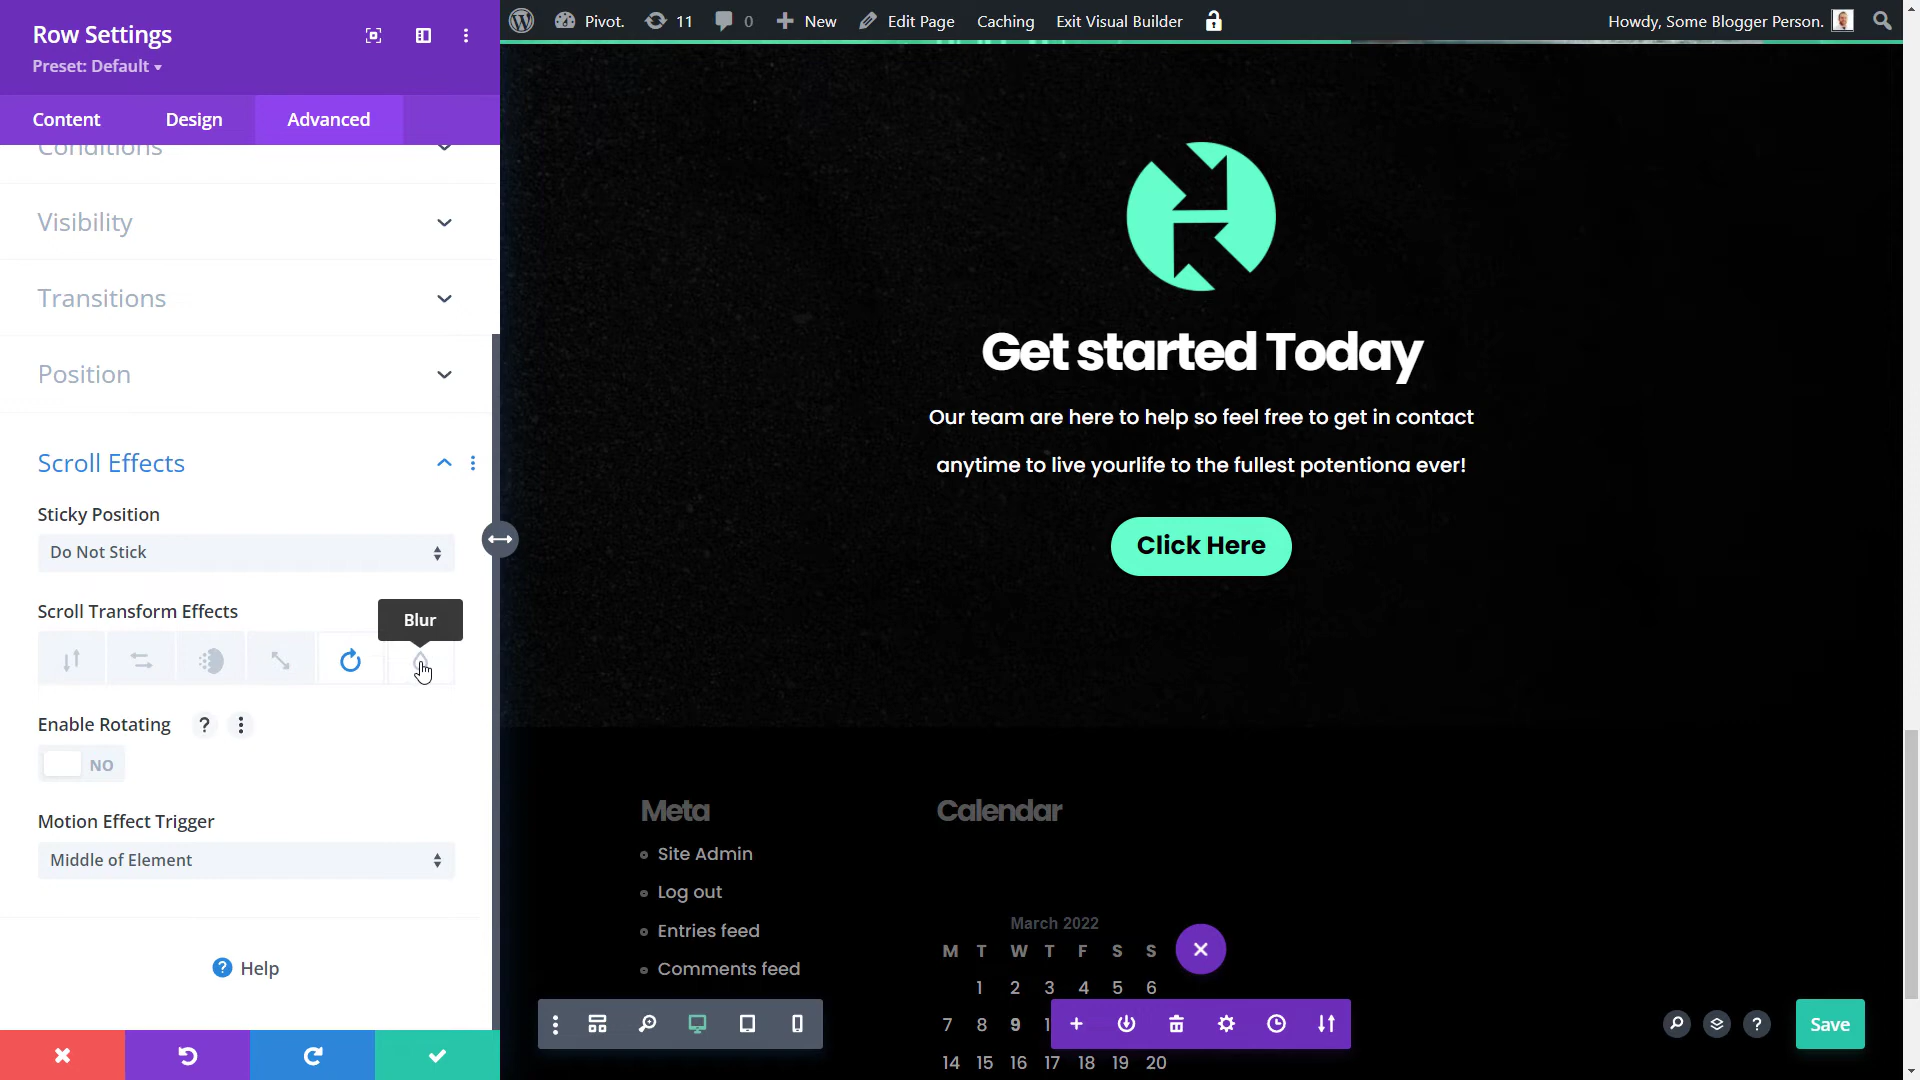 Row Settings
Preset: Default
Content
Design
Advanced
Conditions
Visibility
Transitions
Position
Scroll Effects
Sticky Position
Do Not Stick
Scroll Transform Effects
Blur
Enable Rotating
?
NO
Motion Effect Trigger
Middle of Element
? Help
Pivot.
11
0
New
Edit Page
Caching
Exit Visual Builder
Howdy, Some Blogger Person.
Get started Today
Our team are here to help so feel free to get in contact
anytime to live yourlife to the fullest potentiona ever!
Click Here
Meta
Site Admin
Log out
Entries feed
Comments feed
Calendar
March 2022
M T W T F S S
1 2 3 4 5 6
7 8 9 1
14 15 16 17 18 19 20
?
Save